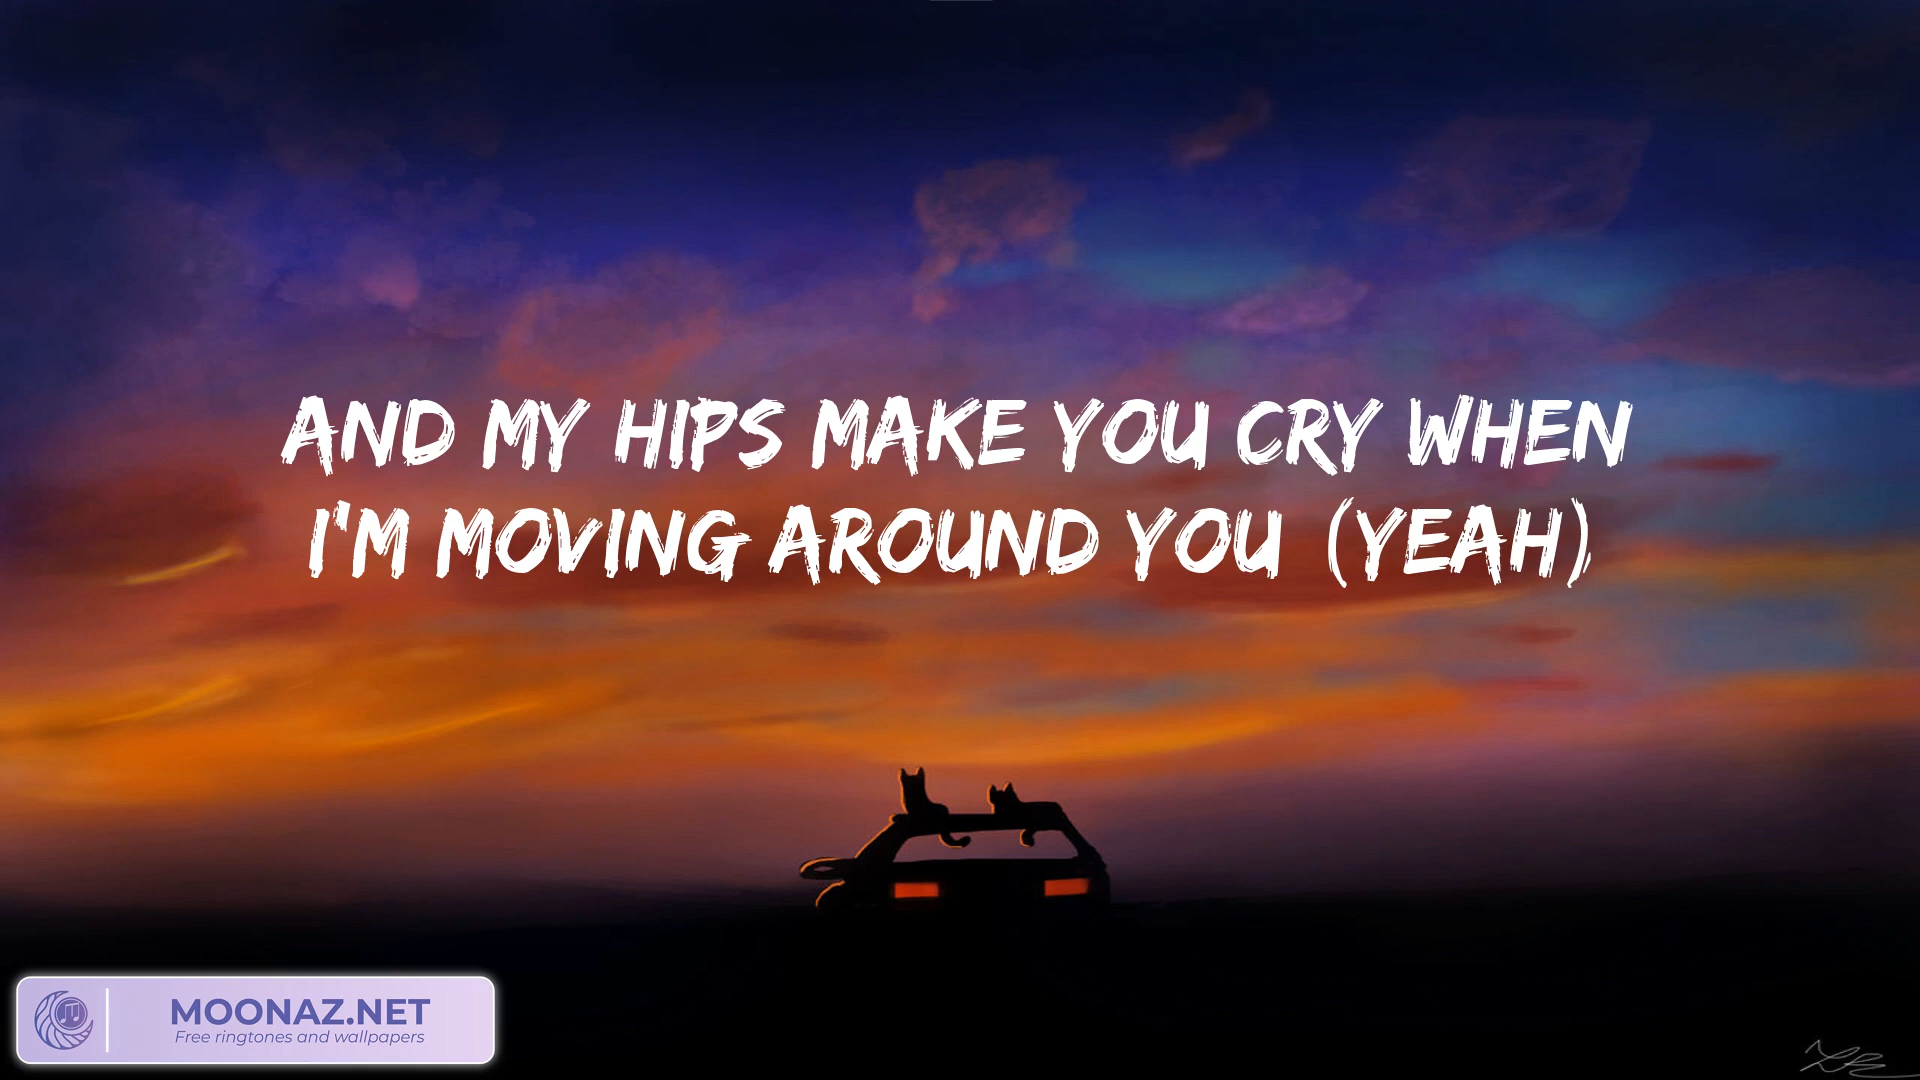 AND MY HIPS MAKE YOU CRY WHEN
I'M MOVING AROUND YOU (YEAH)
MOONAZ.NET
Free ringtones and wallpapers